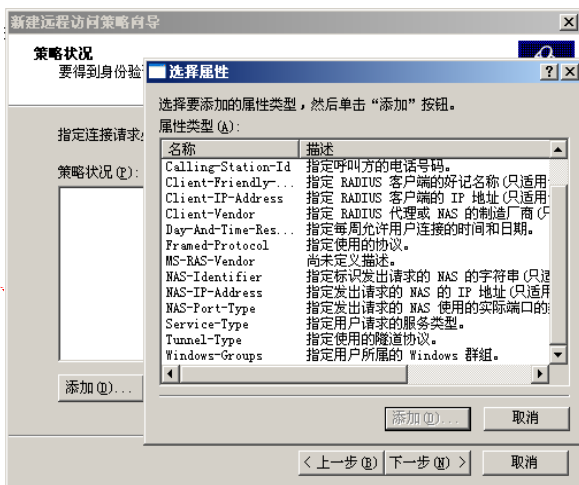 新建远程访问策略向导
策略状况
要得到身份验
选择属性
选择要添加的属性类型，然后单击“添加”按钮。
属性类型(A):
指定连接请求
策略状况(P):
名称 描述
Calling-Station-Id 指定呼叫方的电话号码。
Client-Friendly-... 指定 RADIUS 客户端的好记名称(只适用
Client-IP-Address 指定 RADIUS 客户端的 IP 地址(只适用
Client-Vendor 指定 RADIUS 代理或 NAS 的制造厂商(只
Day-And-Time-Res... 指定每周允许用户连接的时间和日期。
Framed-Protocol 指定使用的协议。
MS-RAS-Vendor 尚未定义描述。
NAS-Identifier 指定标识发出请求的 NAS 的字符串(只适
NAS-IP-Address 指定发出请求的 NAS 的 IP 地址(只适用
NAS-Port-Type 指定发出请求的 NAS 使用的实际端口的
Service-Type 指定用户请求的服务类型。
Tunnel-Type 指定使用的隧道协议。
Windows-Groups 指定用户所属的 Windows 群组。
添加(D)...
添加(D)... 取消
< 上一步(B) 下一步(N) > 取消